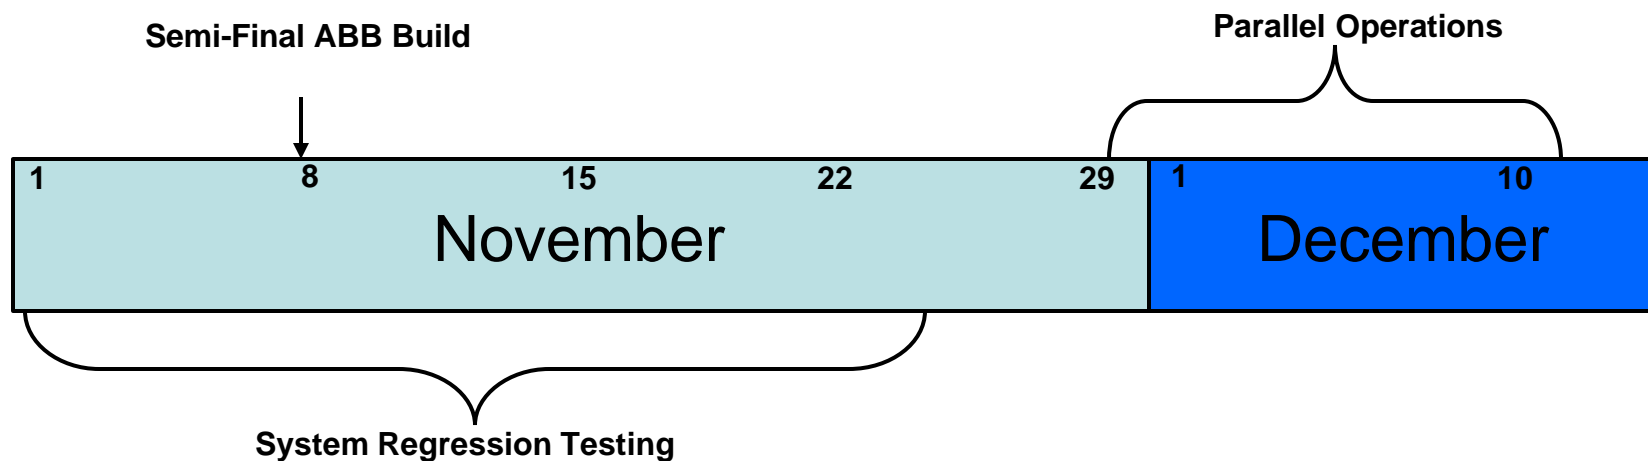 Semi-Final ABB Build
Parallel Operations
1 8 15 22 29 1 10
November December
System Regression Testing